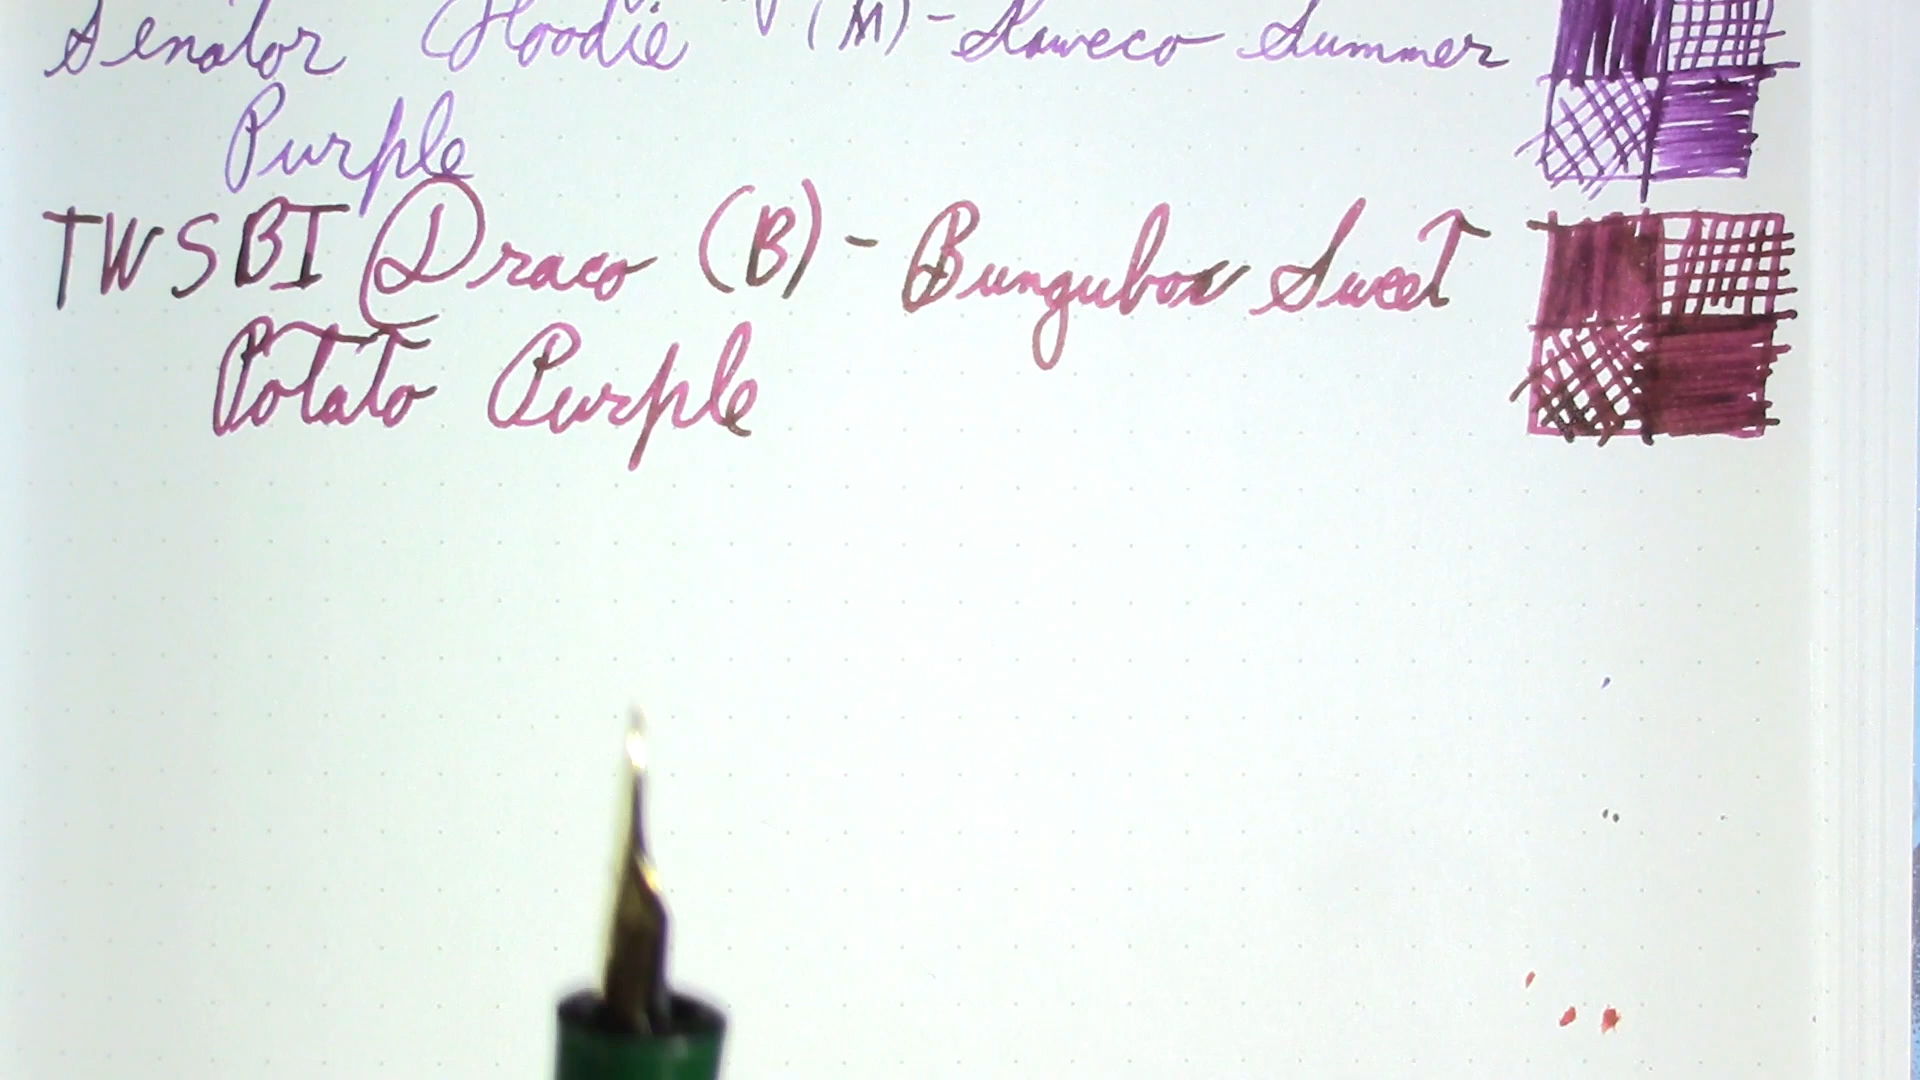 Senator Hoodie (M) - Kaweco Summer
Purple
TWSBI Draco (B) - Bungubox Sweet
Potato Purple